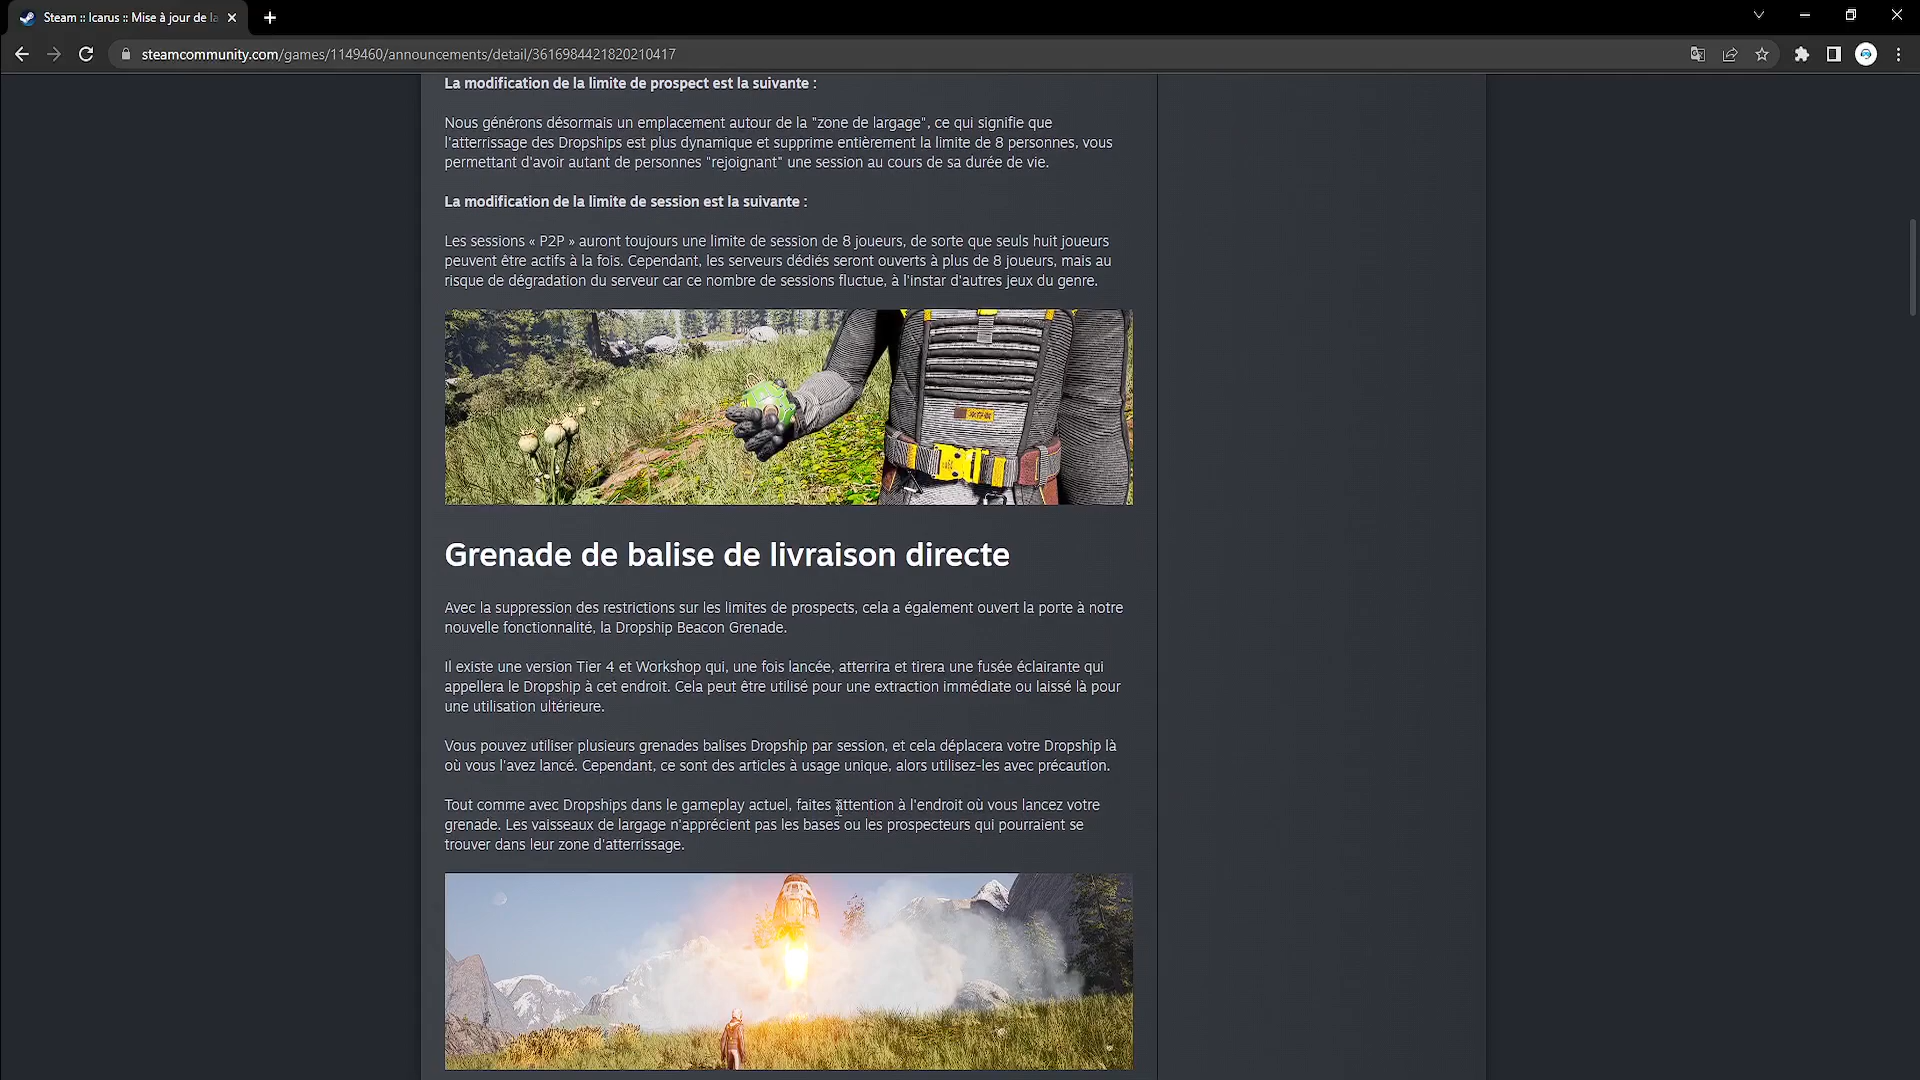 Steam :: Icarus :: Mise à jour de la
steamcommunity.com/games/1149460/announcements/detail/3616984421820210417
La modification de la limite de prospect est la suivante :
Nous générons désormais un emplacement autour de la "zone de largage", ce qui signifie que
l'atterrissage des Dropships est plus dynamique et supprime entièrement la limite de 8 personnes, vous
permettant d'avoir autant de personnes "rejoignant" une session au cours de sa durée de vie.
La modification de la limite de session est la suivante :
Les sessions « P2P » auront toujours une limite de session de 8 joueurs, de sorte que seuls huit joueurs
peuvent être actifs à la fois. Cependant, les serveurs dédiés seront ouverts à plus de 8 joueurs, mais au
risque de dégradation du serveur car ce nombre de sessions fluctue, à l'instar d'autres jeux du genre.
Grenade de balise de livraison directe
Avec la suppression des restrictions sur les limites de prospects, cela a également ouvert la porte à notre
nouvelle fonctionnalité, la Dropship Beacon Grenade.
Il existe une version Tier 4 et Workshop qui, une fois lancée, atterrira et tirera une fusée éclairante qui
appellera le Dropship à cet endroit. Cela peut être utilisé pour une extraction immédiate ou laissé là pour
une utilisation ultérieure.
Vous pouvez utiliser plusieurs grenades balises Dropship par session, et cela déplacera votre Dropship là
où vous l'avez lancé. Cependant, ce sont des articles à usage unique, alors utilisez-les avec précaution.
Tout comme avec Dropships dans le gameplay actuel, faites attention à l'endroit où vous lancez votre
grenade. Les vaisseaux de largage n'apprécient pas les bases ou les prospecteurs qui pourraient se
trouver dans leur zone d'atterrissage.